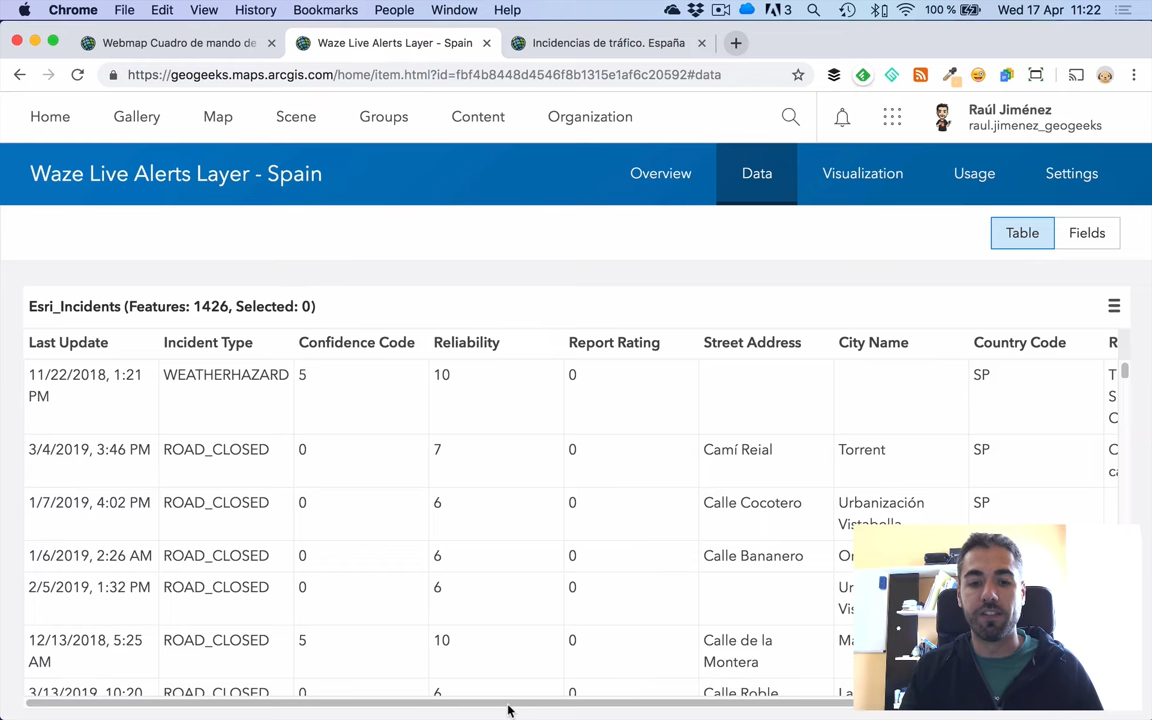 Chrome File Edit View History Bookmarks People Window Help 3 100 % Wed 17 Apr 11:22
Webmap Cuadro de mando de Waze Live Alerts Layer - Spain Incidencias de tráfico. España
https://geogeeks.maps.arcgis.com/home/item.html?id=fbf4b8448d4546f8b1315e1af6c20592#data
Home Gallery Map Scene Groups Content Organization Raúl Jiménez
raul.jimenez_geogeeks
Waze Live Alerts Layer - Spain Overview Data Visualization Usage Settings
Table Fields
Esri_Incidents (Features: 1426, Selected: 0)
Last Update Incident Type Confidence Code Reliability Report Rating Street Address City Name Country Code R
11/22/2018, 1:21 WEATHERHAZARD 5 10 0 SP T
PM S
C
3/4/2019, 3:46 PM ROAD_CLOSED 0 7 0 Camí Reial Torrent SP C
ca
1/7/2019, 4:02 PM ROAD_CLOSED 0 6 0 Calle Cocotero Urbanización SP
Vistabella
1/6/2019, 2:26 AM ROAD_CLOSED 0 6 0 Calle Bananero
2/5/2019, 1:32 PM ROAD_CLOSED 0 6 0 Ur
Vis
12/13/2018, 5:25 ROAD_CLOSED 5 10 0 Calle de la Ma
AM Montera
3/13/2019, 10:20 ROAD_CLOSED 0 6 0 Calle Roble La